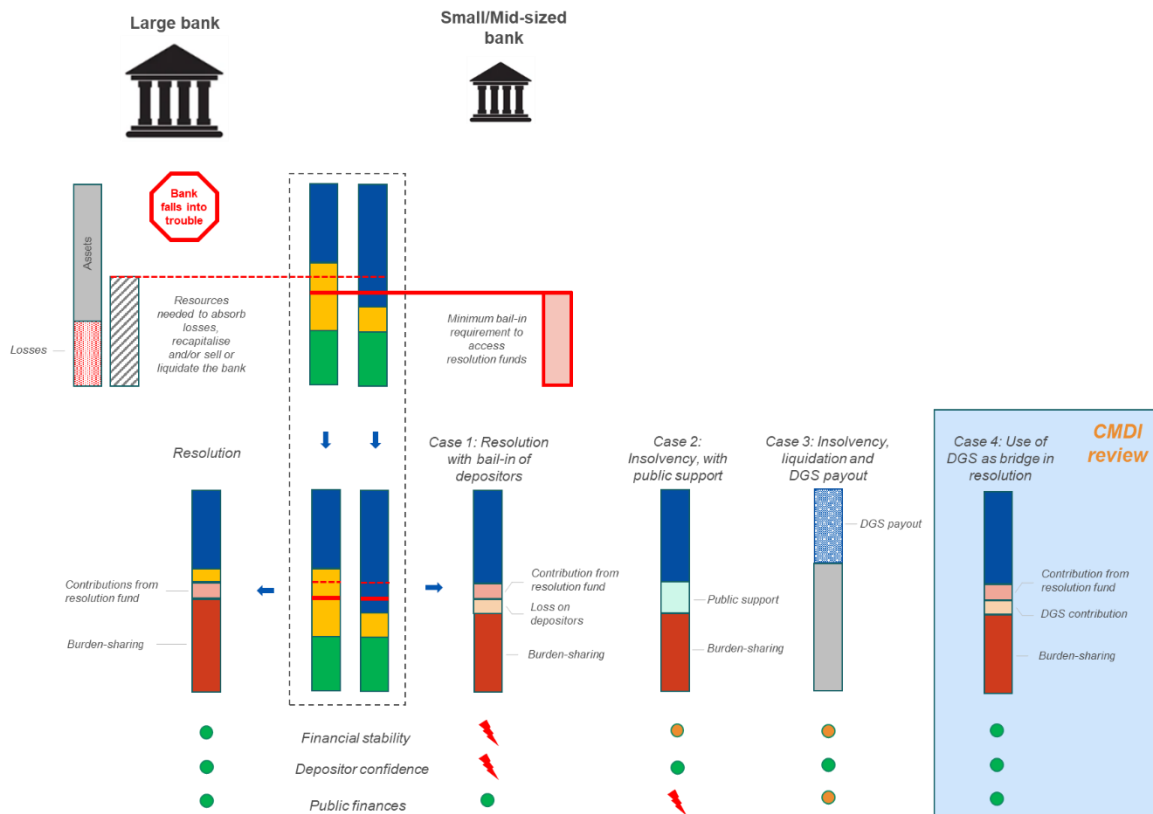 Large bank
Small/Mid-sized
bank
Bank
falls into
trouble
Assets
Losses
Resources
needed to absorb
losses,
recapitalise
and/or sell or
liquidate the bank
Minimum bail-in
requirement to
access
resolution funds
Resolution
Case 1: Resolution
with bail-in of
depositors
Case 2:
Insolvency, with
public support
Case 3: Insolvency,
liquidation and
DGS payout
Case 4: Use of
DGS as bridge in
resolution
CMDI
review
Contributions from
resolution fund
Burden-sharing
Contribution from
resolution fund
Loss on
depositors
Burden-sharing
Public support
Burden-sharing
DGS payout
Contribution from
resolution fund
DGS contribution
Burden-sharing
Financial stability
Depositor confidence
Public finances